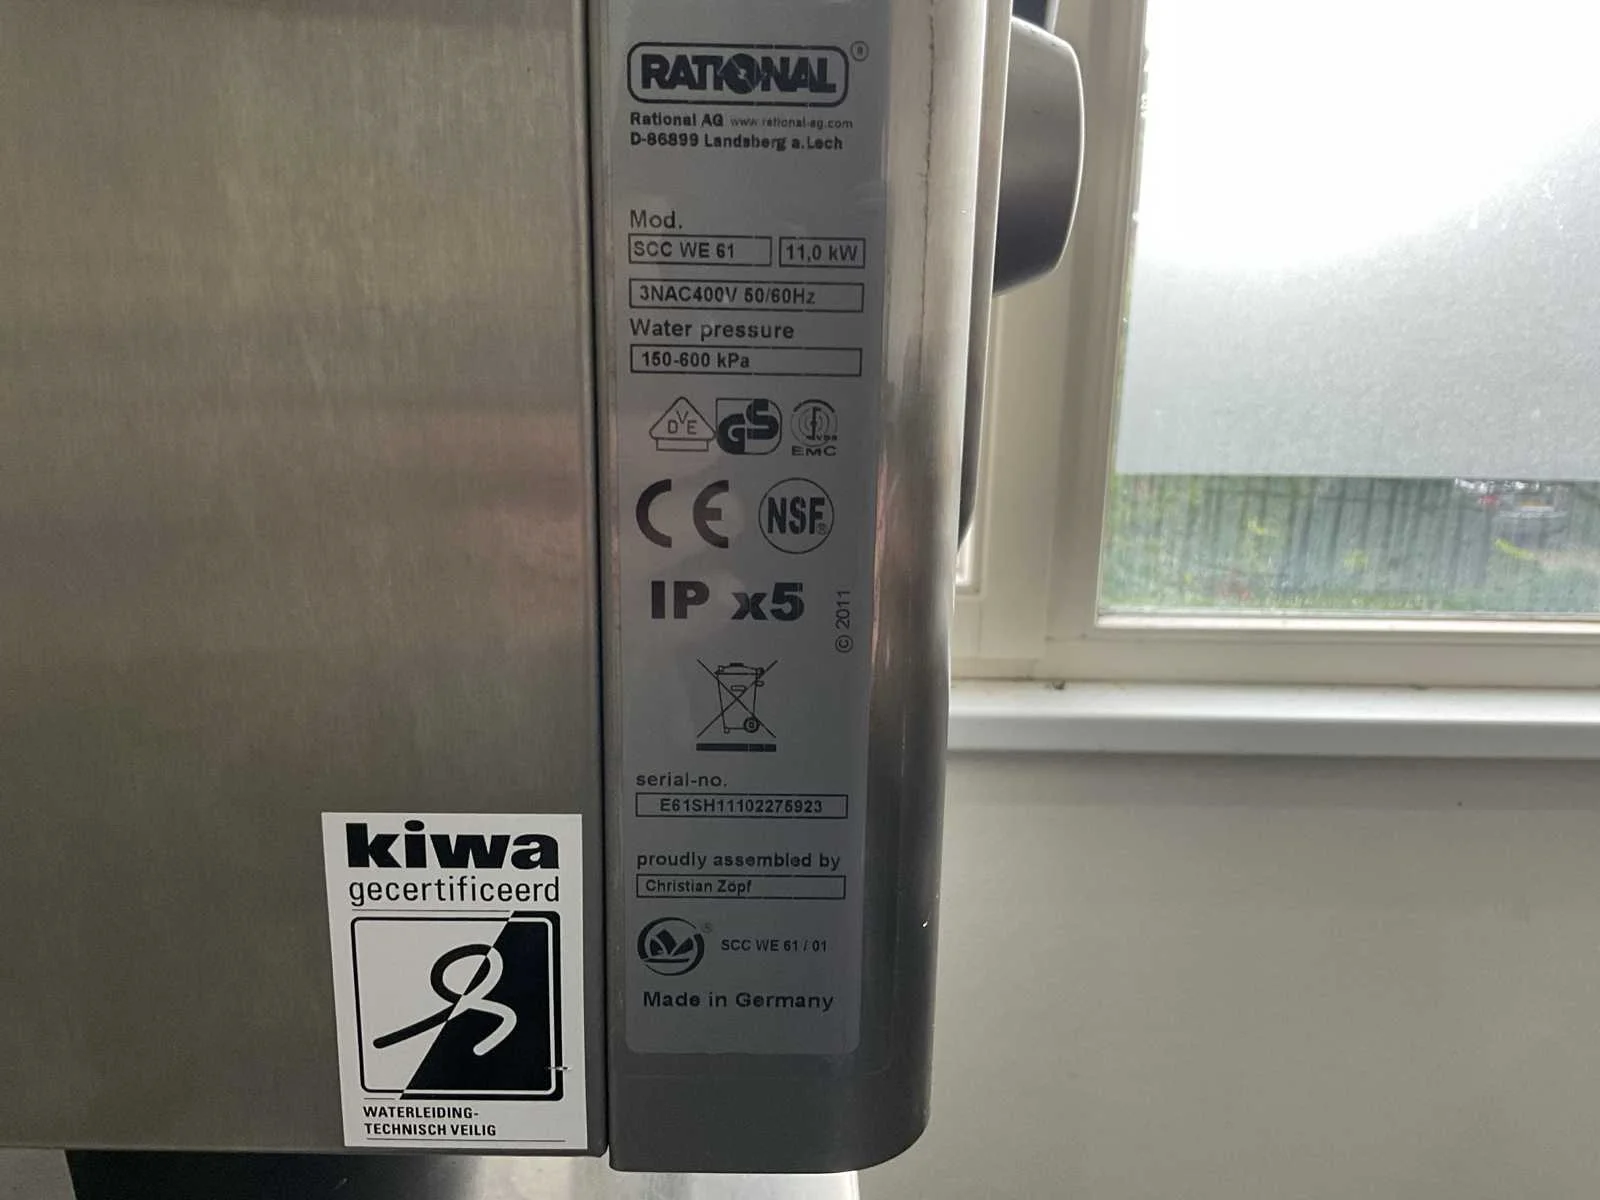 RATIONAL ®
Rational AG www.rational-ag.com
D-86899 Landsberg a.Lech
Mod.
SCC WE 61 11,0 kW
3NAC400V 50/60Hz
Water pressure
150-600 kPa
DVE GS
EMC
CE NSF
IP x5
© 2011
serial-no.
E61SH11102275923
proudly assembled by
Christian Zöpf
SCC WE 61 / 01
Made in Germany
kiwa
gecertificeerd
WATERLEIDING-
TECHNISCH VEILIG